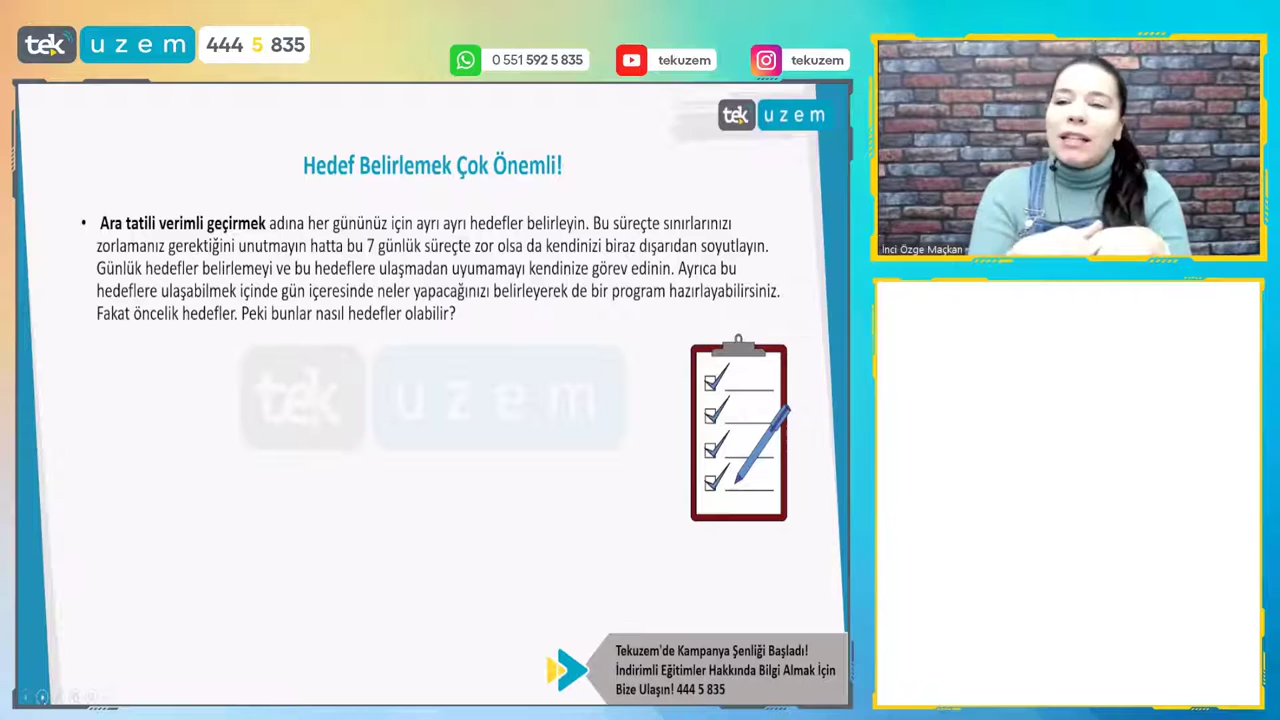 tek
uzem
444 5 835
0 551 592 5 835
tekuzem
tekuzem
tek
uzem
Hedef Belirlemek Çok Önemli!
• Ara tatili verimli geçirmek adına her gününüz için ayrı ayrı hedefler belirleyin. Bu süreçte sınırlarınızı
zorlamanız gerektiğini unutmayın hatta bu 7 günlük süreçte zor olsa da kendinizi biraz dışarıdan soyutlayın.
Günlük hedefler belirlemeyi ve bu hedeflere ulaşmadan uyumamayı kendinize görev edinin. Ayrıca bu
hedeflere ulaşabilmek içinde gün içeresinde neler yapacağınızı belirleyerek de bir program hazırlayabilirsiniz.
Fakat öncelik hedefler. Peki bunlar nasıl hedefler olabilir?
tek
uzem
Tekuzem'de Kampanya Şenliği Başladı!
İndirimli Eğitimler Hakkında Bilgi Almak İçin
Bize Ulaşın! 444 5 835
İnci Özge Maçkan